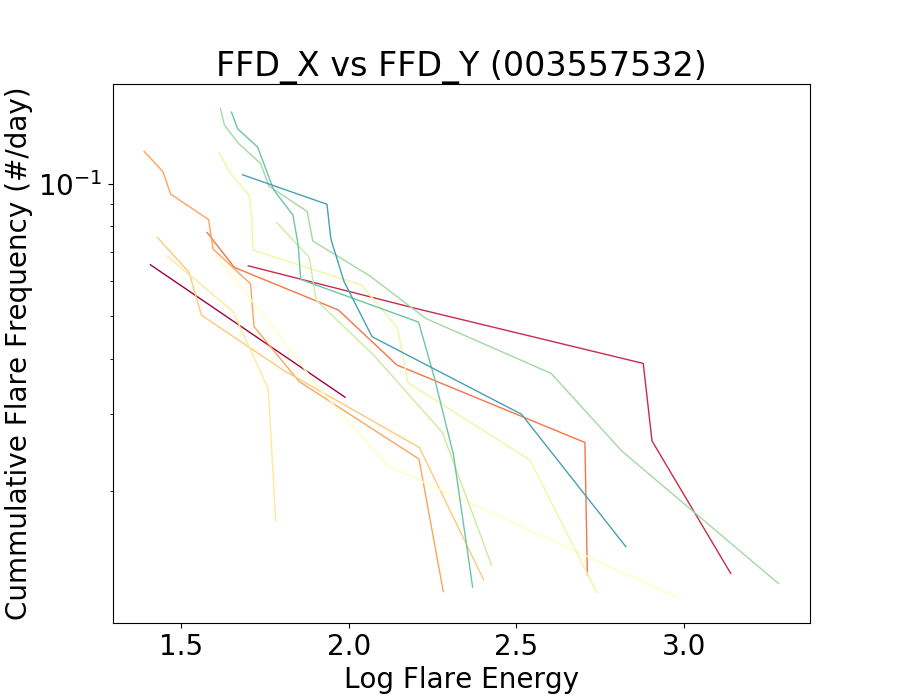 FFD_X vs FFD_Y (003557532)
Cummulative Flare Frequency (#/day)
10⁻¹
1.5 2.0 2.5 3.0
Log Flare Energy